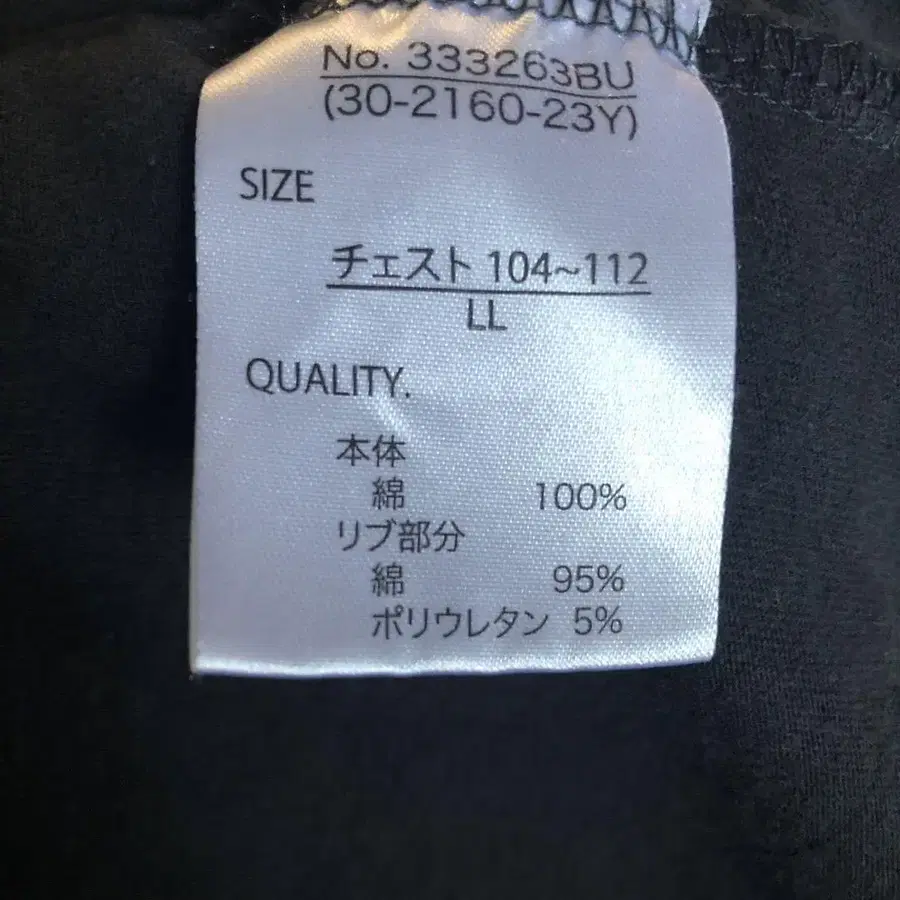 No. 333263BU
(30-2160-23Y)
SIZE
チェスト 104~112
LL
QUALITY.
本体
綿 100%
リブ部分
綿 95%
ポリウレタン 5%